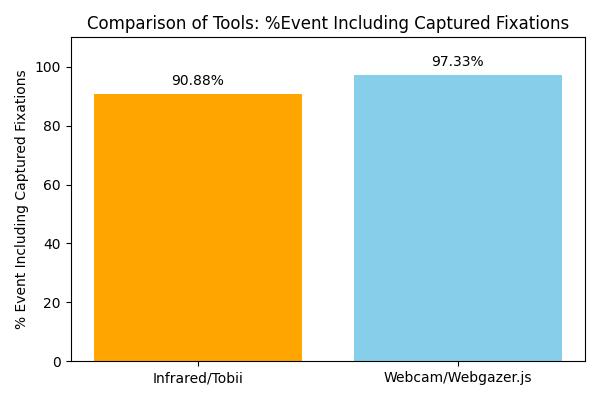 Comparison of Tools: %Event Including Captured Fixations
% Event Including Captured Fixations
100
80
60
40
20
0
90.88%
97.33%
Infrared/Tobii
Webcam/Webgazer.js